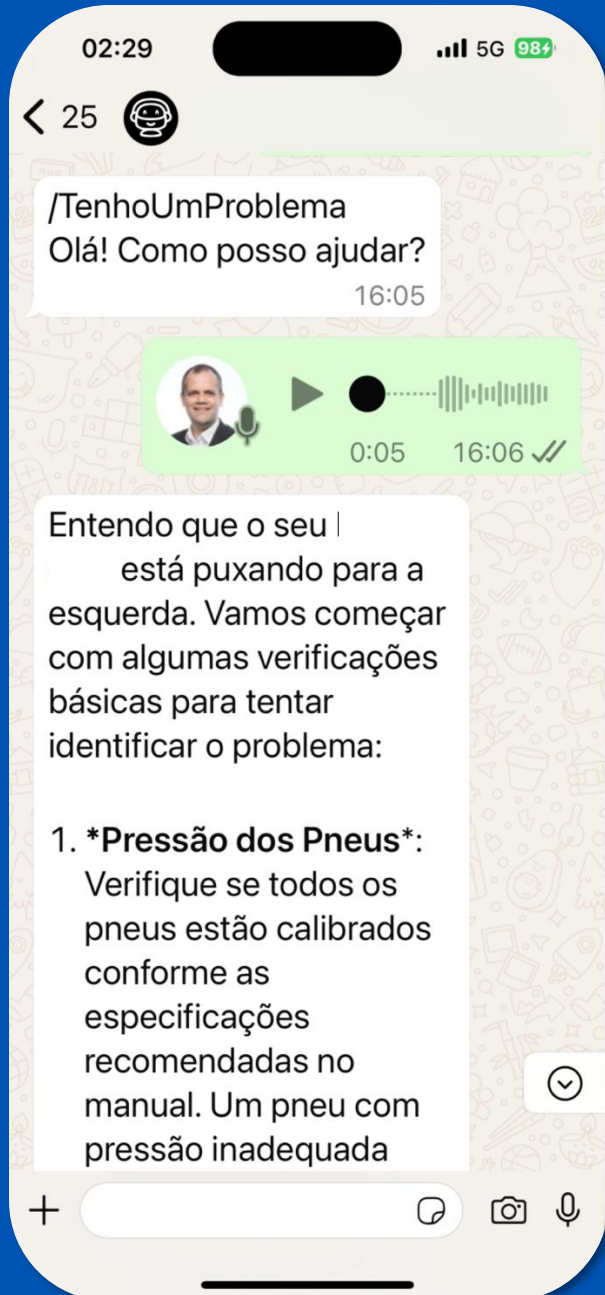 02:29
5G 98
25
/TenhoUmProblema
Olá! Como posso ajudar?
16:05
0:05 16:06
Entendo que o seu
está puxando para a
esquerda. Vamos começar
com algumas verificações
básicas para tentar
identificar o problema:
1. *Pressão dos Pneus*:
Verifique se todos os
pneus estão calibrados
conforme as
especificações
recomendadas no
manual. Um pneu com
pressão inadequada